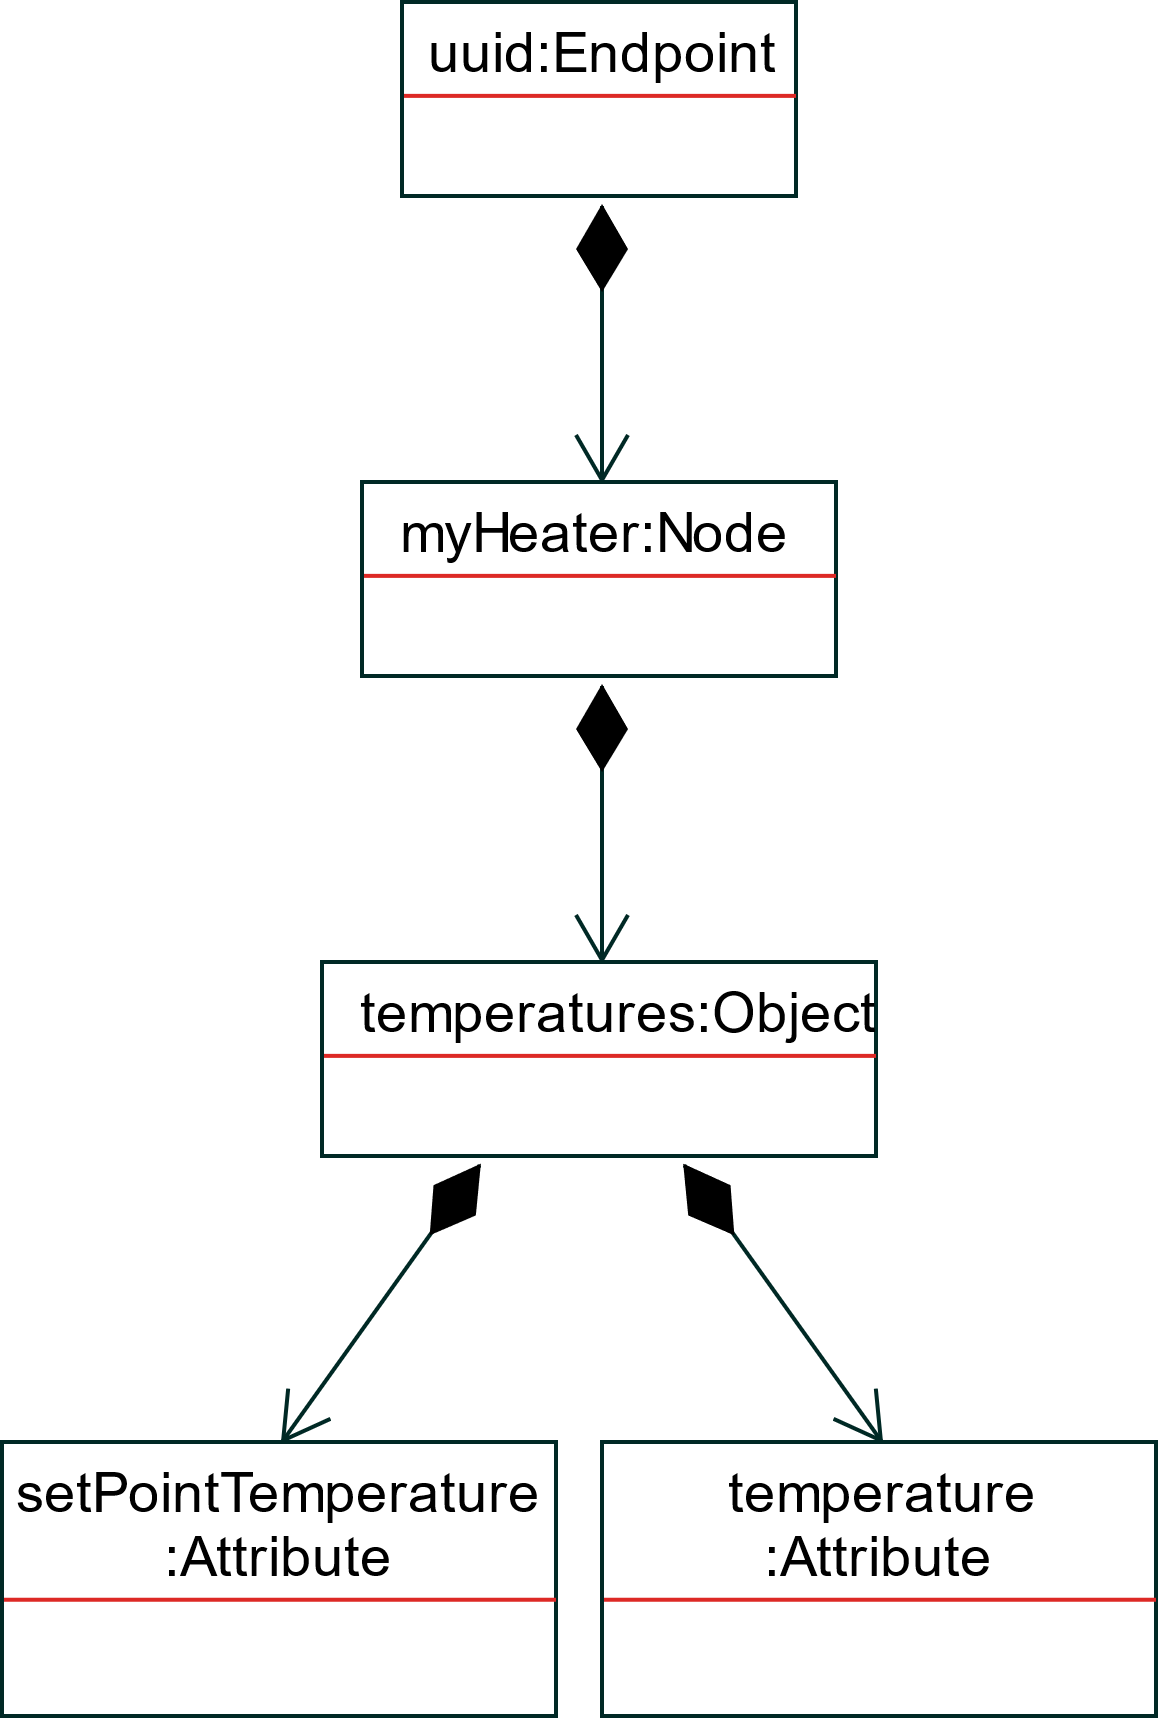 uuid:Endpoint
myHeater:Node
temperatures:Object
setPointTemperature
:Attribute
temperature
:Attribute